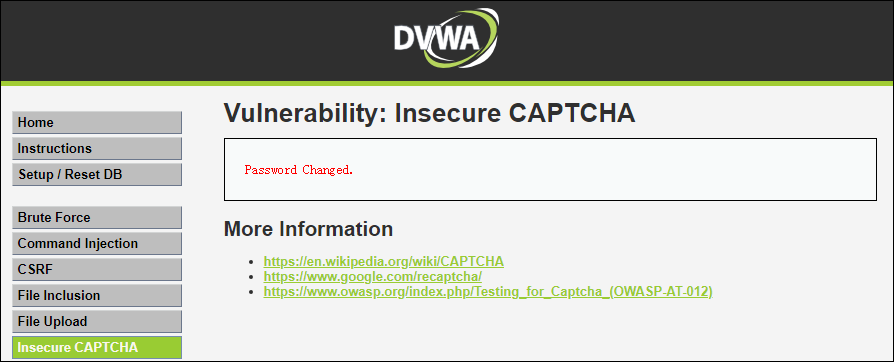 DVWA
Home
Instructions
Setup / Reset DB
Brute Force
Command Injection
CSRF
File Inclusion
File Upload
Insecure CAPTCHA
Vulnerability: Insecure CAPTCHA
Password Changed.
More Information
https://en.wikipedia.org/wiki/CAPTCHA
https://www.google.com/recaptcha/
https://www.owasp.org/index.php/Testing_for_Captcha_(OWASP-AT-012)